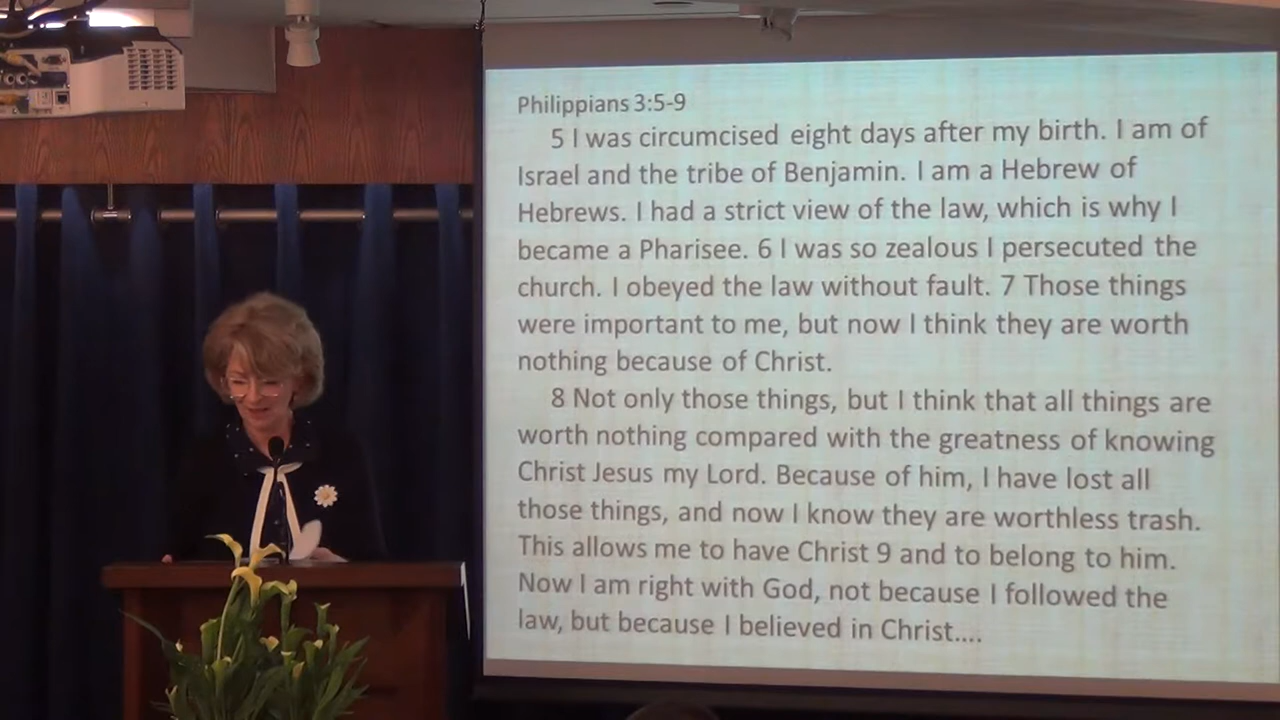 Philippians 3:5-9
5 I was circumcised eight days after my birth. I am of
Israel and the tribe of Benjamin. I am a Hebrew of
Hebrews. I had a strict view of the law, which is why I
became a Pharisee. 6 I was so zealous I persecuted the
church. I obeyed the law without fault. 7 Those things
were important to me, but now I think they are worth
nothing because of Christ.
8 Not only those things, but I think that all things are
worth nothing compared with the greatness of knowing
Christ Jesus my Lord. Because of him, I have lost all
those things, and now I know they are worthless trash.
This allows me to have Christ 9 and to belong to him.
Now I am right with God, not because I followed the
law, but because I believed in Christ....